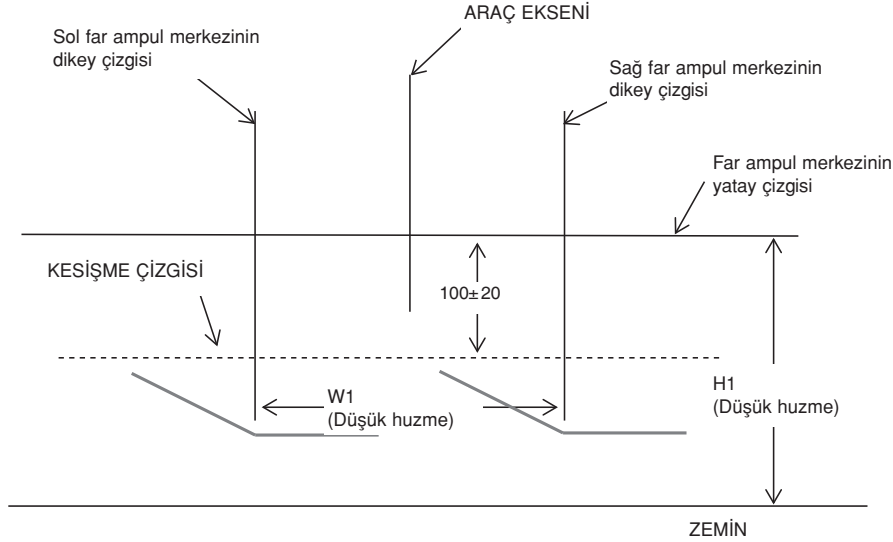 ARAÇ EKSENİ
Sol far ampul merkezinin
dikey çizgisi
Sağ far ampul merkezinin
dikey çizgisi
Far ampul merkezinin
yatay çizgisi
KESİŞME ÇİZGİSİ
100±20
W1
(Düşük huzme)
H1
(Düşük huzme)
ZEMİN